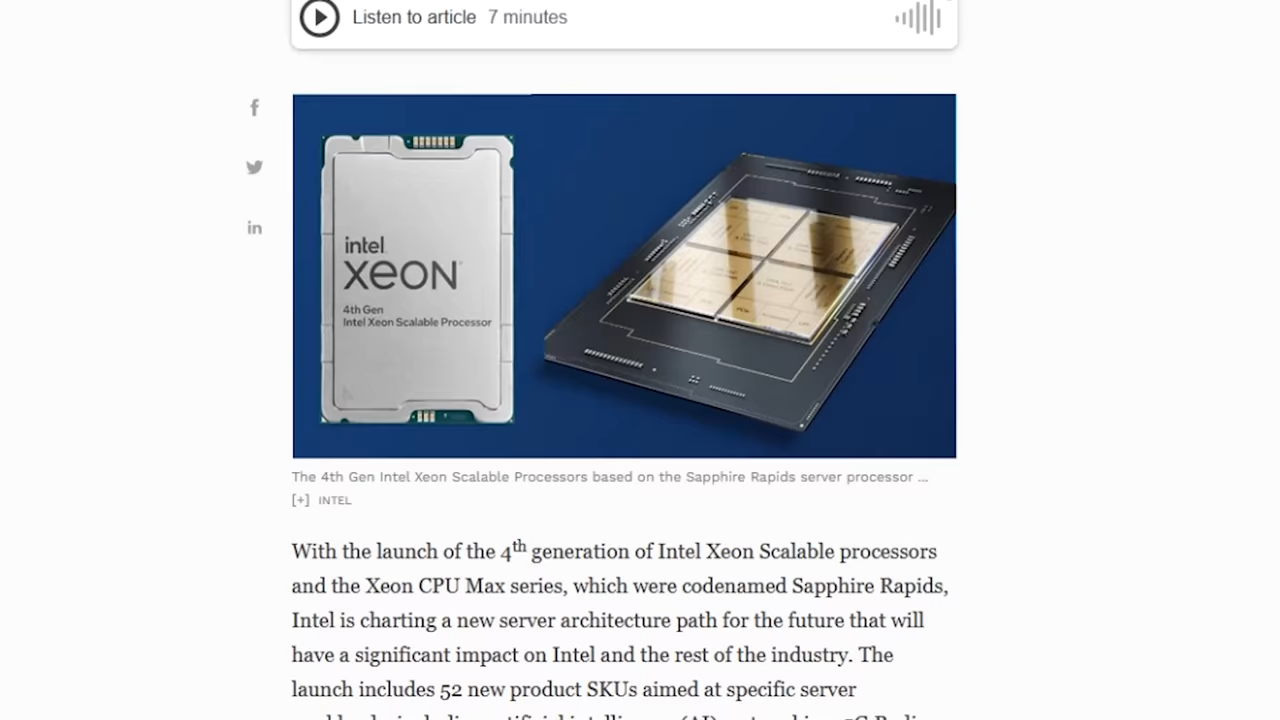 Listen to article 7 minutes
intel
XEON
4th Gen
Intel Xeon Scalable Processor
The 4th Gen Intel Xeon Scalable Processors based on the Sapphire Rapids server processor ...
[+] INTEL
With the launch of the 4th generation of Intel Xeon Scalable processors
and the Xeon CPU Max series, which were codenamed Sapphire Rapids,
Intel is charting a new server architecture path for the future that will
have a significant impact on Intel and the rest of the industry. The
launch includes 52 new product SKUs aimed at specific server